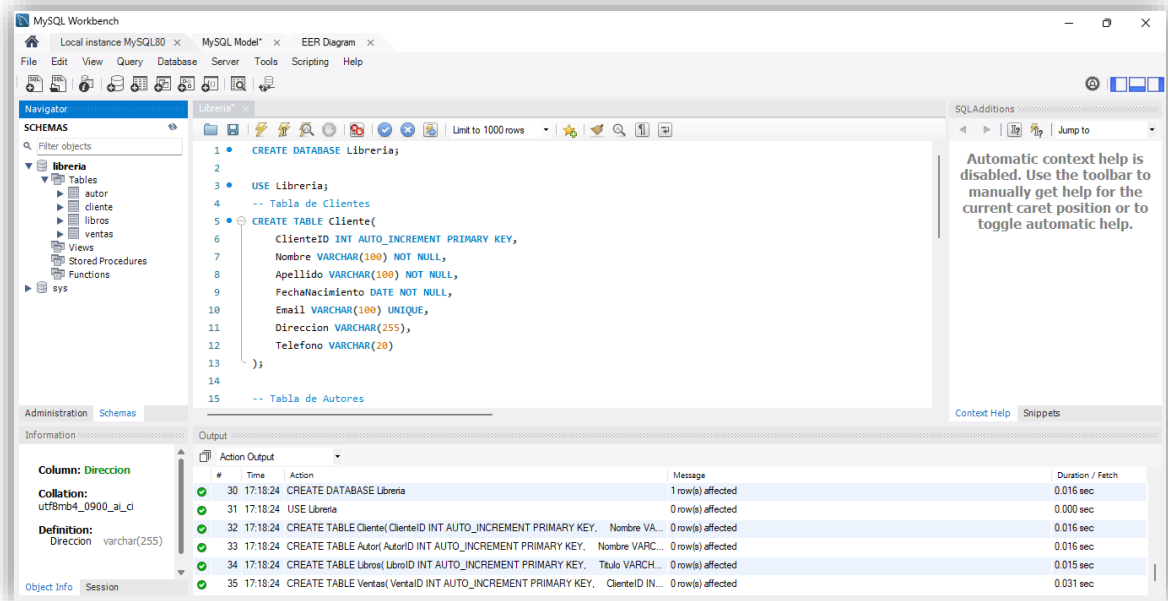 MySQL Workbench
Local instance MySQL80 × MySQL Model* × EER Diagram ×
File Edit View Query Database Server Tools Scripting Help
Navigator
SCHEMAS
Filter objects
libreria
Tables
autor
cliente
libros
ventas
Views
Stored Procedures
Functions
sys
Administration Schemas
Libreria* ×
Limit to 1000 rows
1 CREATE DATABASE Libreria;
2
3 USE Libreria;
4 -- Tabla de Clientes
5 CREATE TABLE Cliente(
6 ClienteID INT AUTO_INCREMENT PRIMARY KEY,
7 Nombre VARCHAR(100) NOT NULL,
8 Apellido VARCHAR(100) NOT NULL,
9 FechaNacimiento DATE NOT NULL,
10 Email VARCHAR(100) UNIQUE,
11 Direccion VARCHAR(255),
12 Telefono VARCHAR(20)
13 );
14
15 -- Tabla de Autores
SQLAdditions
Jump to
Automatic context help is
disabled. Use the toolbar to
manually get help for the
current caret position or to
toggle automatic help.
Context Help Snippets
Information
Column: Direccion
Collation:
utf8mb4_0900_ai_ci
Definition:
Direccion varchar(255)
Object Info Session
Output
Action Output
# Time Action Message Duration / Fetch
30 17:18:24 CREATE DATABASE Libreria 1 row(s) affected 0.016 sec
31 17:18:24 USE Libreria 0 row(s) affected 0.000 sec
32 17:18:24 CREATE TABLE Cliente( ClienteID INT AUTO_INCREMENT PRIMARY KEY, Nombre VA... 0 row(s) affected 0.016 sec
33 17:18:24 CREATE TABLE Autor( AutorID INT AUTO_INCREMENT PRIMARY KEY, Nombre VARC... 0 row(s) affected 0.016 sec
34 17:18:24 CREATE TABLE Libros( LibroID INT AUTO_INCREMENT PRIMARY KEY, Titulo VARCH... 0 row(s) affected 0.015 sec
35 17:18:24 CREATE TABLE Ventas( VentaID INT AUTO_INCREMENT PRIMARY KEY, ClienteID IN... 0 row(s) affected 0.031 sec